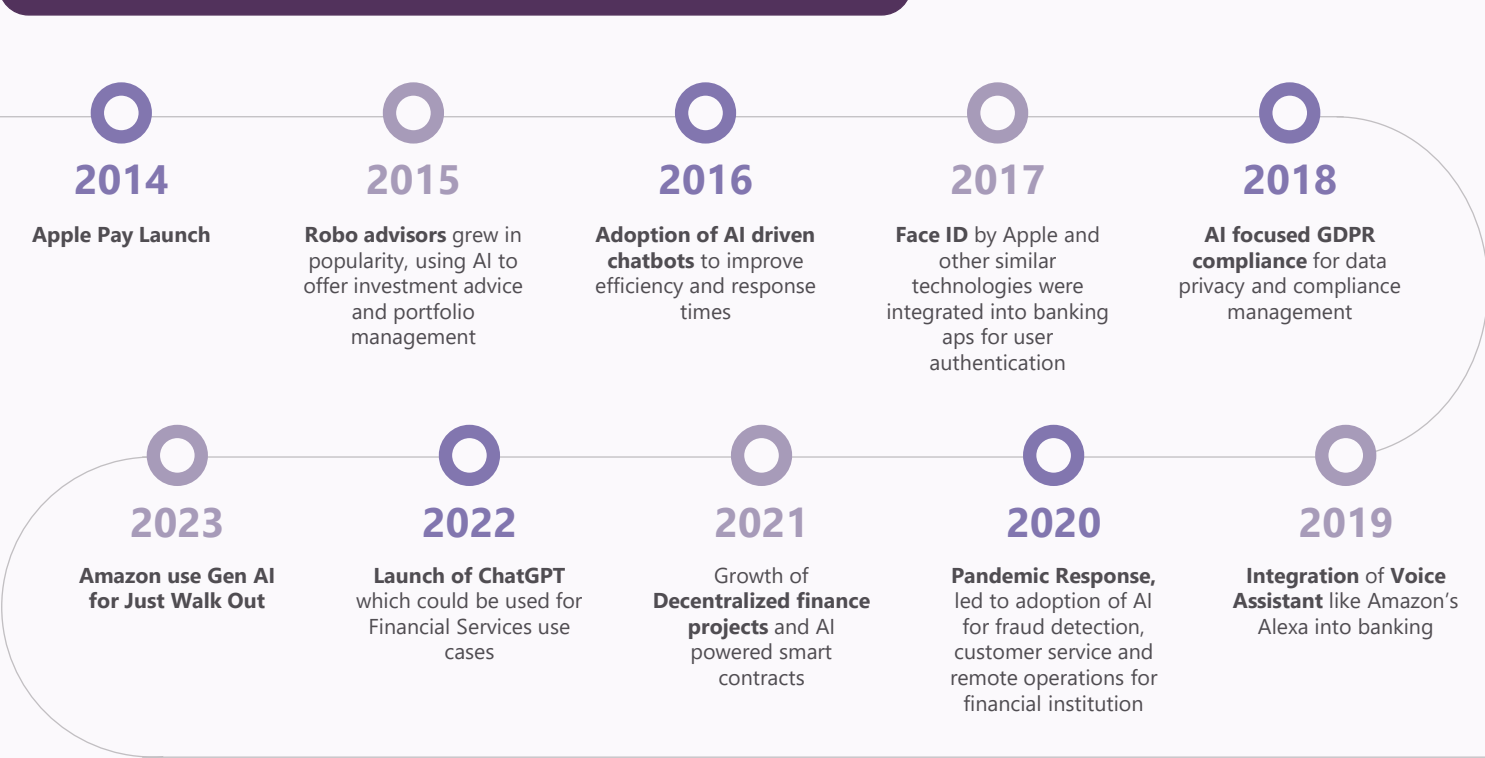 2014
Apple Pay Launch
2015
Robo advisors grew in
popularity, using AI to
offer investment advice
and portfolio
management
2016
Adoption of AI driven
chatbots to improve
efficiency and response
times
2017
Face ID by Apple and
other similar
technologies were
integrated into banking
aps for user
authentication
2018
AI focused GDPR
compliance for data
privacy and compliance
management
2019
Integration of Voice
Assistant like Amazon’s
Alexa into banking
2020
Pandemic Response,
led to adoption of AI
for fraud detection,
customer service and
remote operations for
financial institution
2021
Growth of
Decentralized finance
projects and AI
powered smart
contracts
2022
Launch of ChatGPT
which could be used for
Financial Services use
cases
2023
Amazon use Gen AI
for Just Walk Out